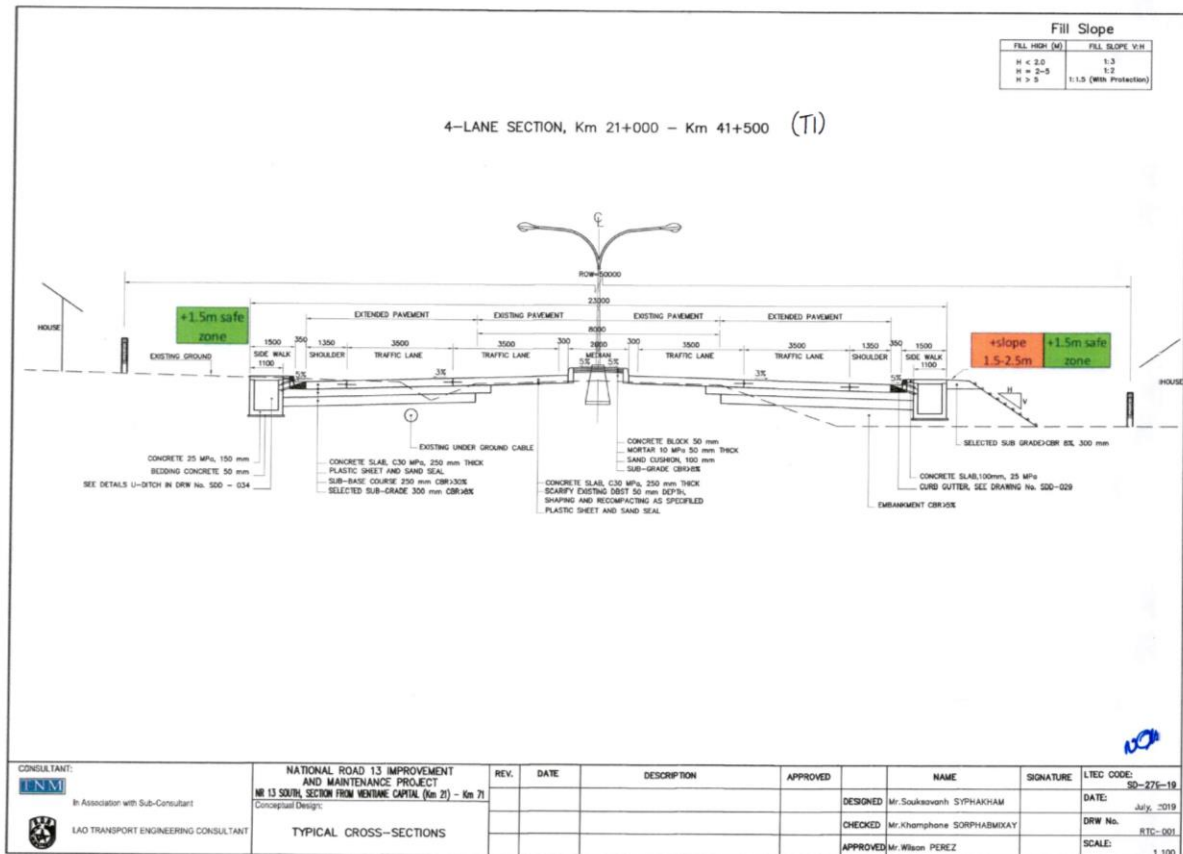 Fill Slope
FILL HIGH (M) FILL SLOPE V:H
H < 2.0 1:3
H = 2-5 1:2
H > 5 1:1.5 (With Protection)
4-LANE SECTION, Km 21+000 - Km 41+500 (T1)
ROW=50000
23000
EXTENDED PAVEMENT EXISTING PAVEMENT EXISTING PAVEMENT EXTENDED PAVEMENT
8000
1500 350 1350 3500 3500 300 2000 300 3500 3500 1350 350 1500
SIDE WALK SHOULDER TRAFFIC LANE TRAFFIC LANE MEDIAN TRAFFIC LANE TRAFFIC LANE SHOULDER SIDE WALK
1100 1100
+1.5m safe
zone
+slope
1.5-2.5m
+1.5m safe
zone
HOUSE
HOUSE
EXISTING GROUND
5% 3% 5% 5% 3% 5%
H
V
EXISTING UNDER GROUND CABLE
CONCRETE 25 MPa, 150 mm
BEDDING CONCRETE 50 mm
SEE DETAILS U-DITCH IN DRW No. SDD - 034
CONCRETE SLAB, C30 MPa, 250 mm THICK
PLASTIC SHEET AND SAND SEAL
SUB-BASE COURSE 250 mm CBR>30%
SELECTED SUB-GRADE 300 mm CBR>8%
CONCRETE SLAB, C30 MPa, 250 mm THICK
SCARIFY EXISTING DBST 50 mm DEPTH,
SHAPING AND RECOMPACTING AS SPECIFILED
PLASTIC SHEET AND SAND SEAL
CONCRETE BLOCK 50 mm
MORTAR 10 MPa 50 mm THICK
SAND CUSHION, 100 mm
SUB-GRADE CBR>8%
SELECTED SUB GRADE>CBR 8%, 300 mm
CONCRETE SLAB,100mm, 25 MPa
CURB GUTTER, SEE DRAWING No. SDD-029
EMBANKMENT CBR>5%
CONSULTANT:
TNM
In Association with Sub-Consultant
LAO TRANSPORT ENGINEERING CONSULTANT
NATIONAL ROAD 13 IMPROVEMENT
AND MAINTENANCE PROJECT
NR 13 SOUTH, SECTION FROM VIENTIANE CAPITAL (Km 21) - Km 71
Conceptual Design:
TYPICAL CROSS-SECTIONS
REV. DATE DESCRIPTION APPROVED NAME SIGNATURE
DESIGNED Mr.Souksavanh SYPHAKHAM
CHECKED Mr.Khamphone SORPHABMIXAY
APPROVED Mr.Wilson PEREZ
LTEC CODE:
SD-276-19
DATE:
July, 2019
DRW No.
RTC-001
SCALE:
1:100